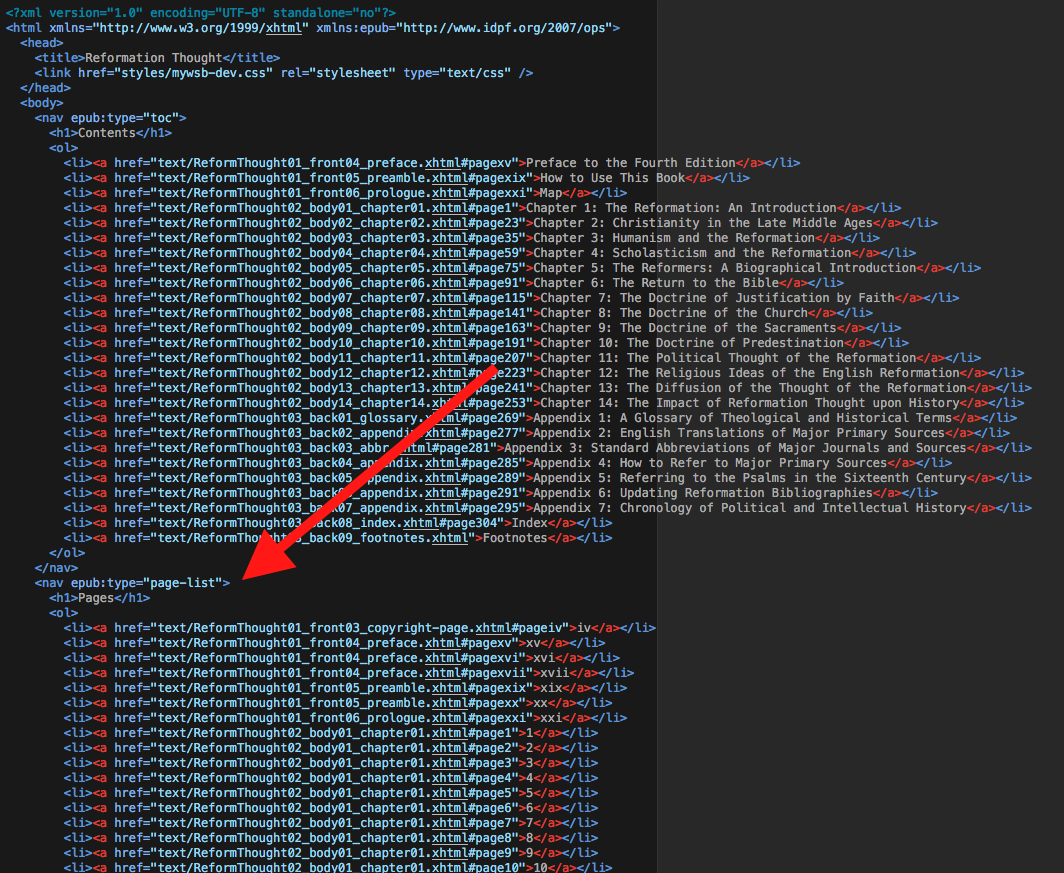 <?xml version="1.0" encoding="UTF-8" standalone="no"?>
<html xmlns="http://www.w3.org/1999/xhtml" xmlns:epub="http://www.idpf.org/2007/ops">
<head>
<title>Reformation Thought</title>
<link href="styles/mywsb-dev.css" rel="stylesheet" type="text/css" />
</head>
<body>
<nav epub:type="toc">
<h1>Contents</h1>
<ol>
<li><a href="text/ReformThought01_front04_preface.xhtml#pagexv">Preface to the Fourth Edition</a></li>
<li><a href="text/ReformThought01_front05_preamble.xhtml#pagexix">How to Use This Book</a></li>
<li><a href="text/ReformThought01_front06_prologue.xhtml#pagexxi">Map</a></li>
<li><a href="text/ReformThought02_body01_chapter01.xhtml#page1">Chapter 1: The Reformation: An Introduction</a></li>
<li><a href="text/ReformThought02_body02_chapter02.xhtml#page23">Chapter 2: Christianity in the Late Middle Ages</a></li>
<li><a href="text/ReformThought02_body03_chapter03.xhtml#page35">Chapter 3: Humanism and the Reformation</a></li>
<li><a href="text/ReformThought02_body04_chapter04.xhtml#page59">Chapter 4: Scholasticism and the Reformation</a></li>
<li><a href="text/ReformThought02_body05_chapter05.xhtml#page75">Chapter 5: The Reformers: A Biographical Introduction</a></li>
<li><a href="text/ReformThought02_body06_chapter06.xhtml#page91">Chapter 6: The Return to the Bible</a></li>
<li><a href="text/ReformThought02_body07_chapter07.xhtml#page115">Chapter 7: The Doctrine of Justification by Faith</a></li>
<li><a href="text/ReformThought02_body08_chapter08.xhtml#page141">Chapter 8: The Doctrine of the Church</a></li>
<li><a href="text/ReformThought02_body09_chapter09.xhtml#page163">Chapter 9: The Doctrine of the Sacraments</a></li>
<li><a href="text/ReformThought02_body10_chapter10.xhtml#page191">Chapter 10: The Doctrine of Predestination</a></li>
<li><a href="text/ReformThought02_body11_chapter11.xhtml#page207">Chapter 11: The Political Thought of the Reformation</a></li>
<li><a href="text/ReformThought02_body12_chapter12.xhtml#page223">Chapter 12: The Religious Ideas of the English Reformation</a></li>
<li><a href="text/ReformThought02_body13_chapter13.xhtml#page241">Chapter 13: The Diffusion of the Thought of the Reformation</a></li>
<li><a href="text/ReformThought02_body14_chapter14.xhtml#page253">Chapter 14: The Impact of Reformation Thought upon History</a></li>
<li><a href="text/ReformThought03_back01_glossary.xhtml#page269">Appendix 1: A Glossary of Theological and Historical Terms</a></li>
<li><a href="text/ReformThought03_back02_appendix.xhtml#page277">Appendix 2: English Translations of Major Primary Sources</a></li>
<li><a href="text/ReformThought03_back03_abbr.xhtml#page281">Appendix 3: Standard Abbreviations of Major Journals and Sources</a></li>
<li><a href="text/ReformThought03_back04_appendix.xhtml#page285">Appendix 4: How to Refer to Major Primary Sources</a></li>
<li><a href="text/ReformThought03_back05_appendix.xhtml#page289">Appendix 5: Referring to the Psalms in the Sixteenth Century</a></li>
<li><a href="text/ReformThought03_back06_appendix.xhtml#page291">Appendix 6: Updating Reformation Bibliographies</a></li>
<li><a href="text/ReformThought03_back07_appendix.xhtml#page295">Appendix 7: Chronology of Political and Intellectual History</a></li>
<li><a href="text/ReformThought03_back08_index.xhtml#page304">Index</a></li>
<li><a href="text/ReformThought03_back09_footnotes.xhtml">Footnotes</a></li>
</ol>
</nav>
<nav epub:type="page-list">
<h1>Pages</h1>
<ol>
<li><a href="text/ReformThought01_front03_copyright-page.xhtml#pageiv">iv</a></li>
<li><a href="text/ReformThought01_front04_preface.xhtml#pagexv">xv</a></li>
<li><a href="text/ReformThought01_front04_preface.xhtml#pagexvi">xvi</a></li>
<li><a href="text/ReformThought01_front04_preface.xhtml#pagexvii">xvii</a></li>
<li><a href="text/ReformThought01_front05_preamble.xhtml#pagexix">xix</a></li>
<li><a href="text/ReformThought01_front05_preamble.xhtml#pagexx">xx</a></li>
<li><a href="text/ReformThought01_front06_prologue.xhtml#pagexxi">xxi</a></li>
<li><a href="text/ReformThought02_body01_chapter01.xhtml#page1">1</a></li>
<li><a href="text/ReformThought02_body01_chapter01.xhtml#page2">2</a></li>
<li><a href="text/ReformThought02_body01_chapter01.xhtml#page3">3</a></li>
<li><a href="text/ReformThought02_body01_chapter01.xhtml#page4">4</a></li>
<li><a href="text/ReformThought02_body01_chapter01.xhtml#page5">5</a></li>
<li><a href="text/ReformThought02_body01_chapter01.xhtml#page6">6</a></li>
<li><a href="text/ReformThought02_body01_chapter01.xhtml#page7">7</a></li>
<li><a href="text/ReformThought02_body01_chapter01.xhtml#page8">8</a></li>
<li><a href="text/ReformThought02_body01_chapter01.xhtml#page9">9</a></li>
<li><a href="text/ReformThought02_body01_chapter01.xhtml#page10">10</a></li>